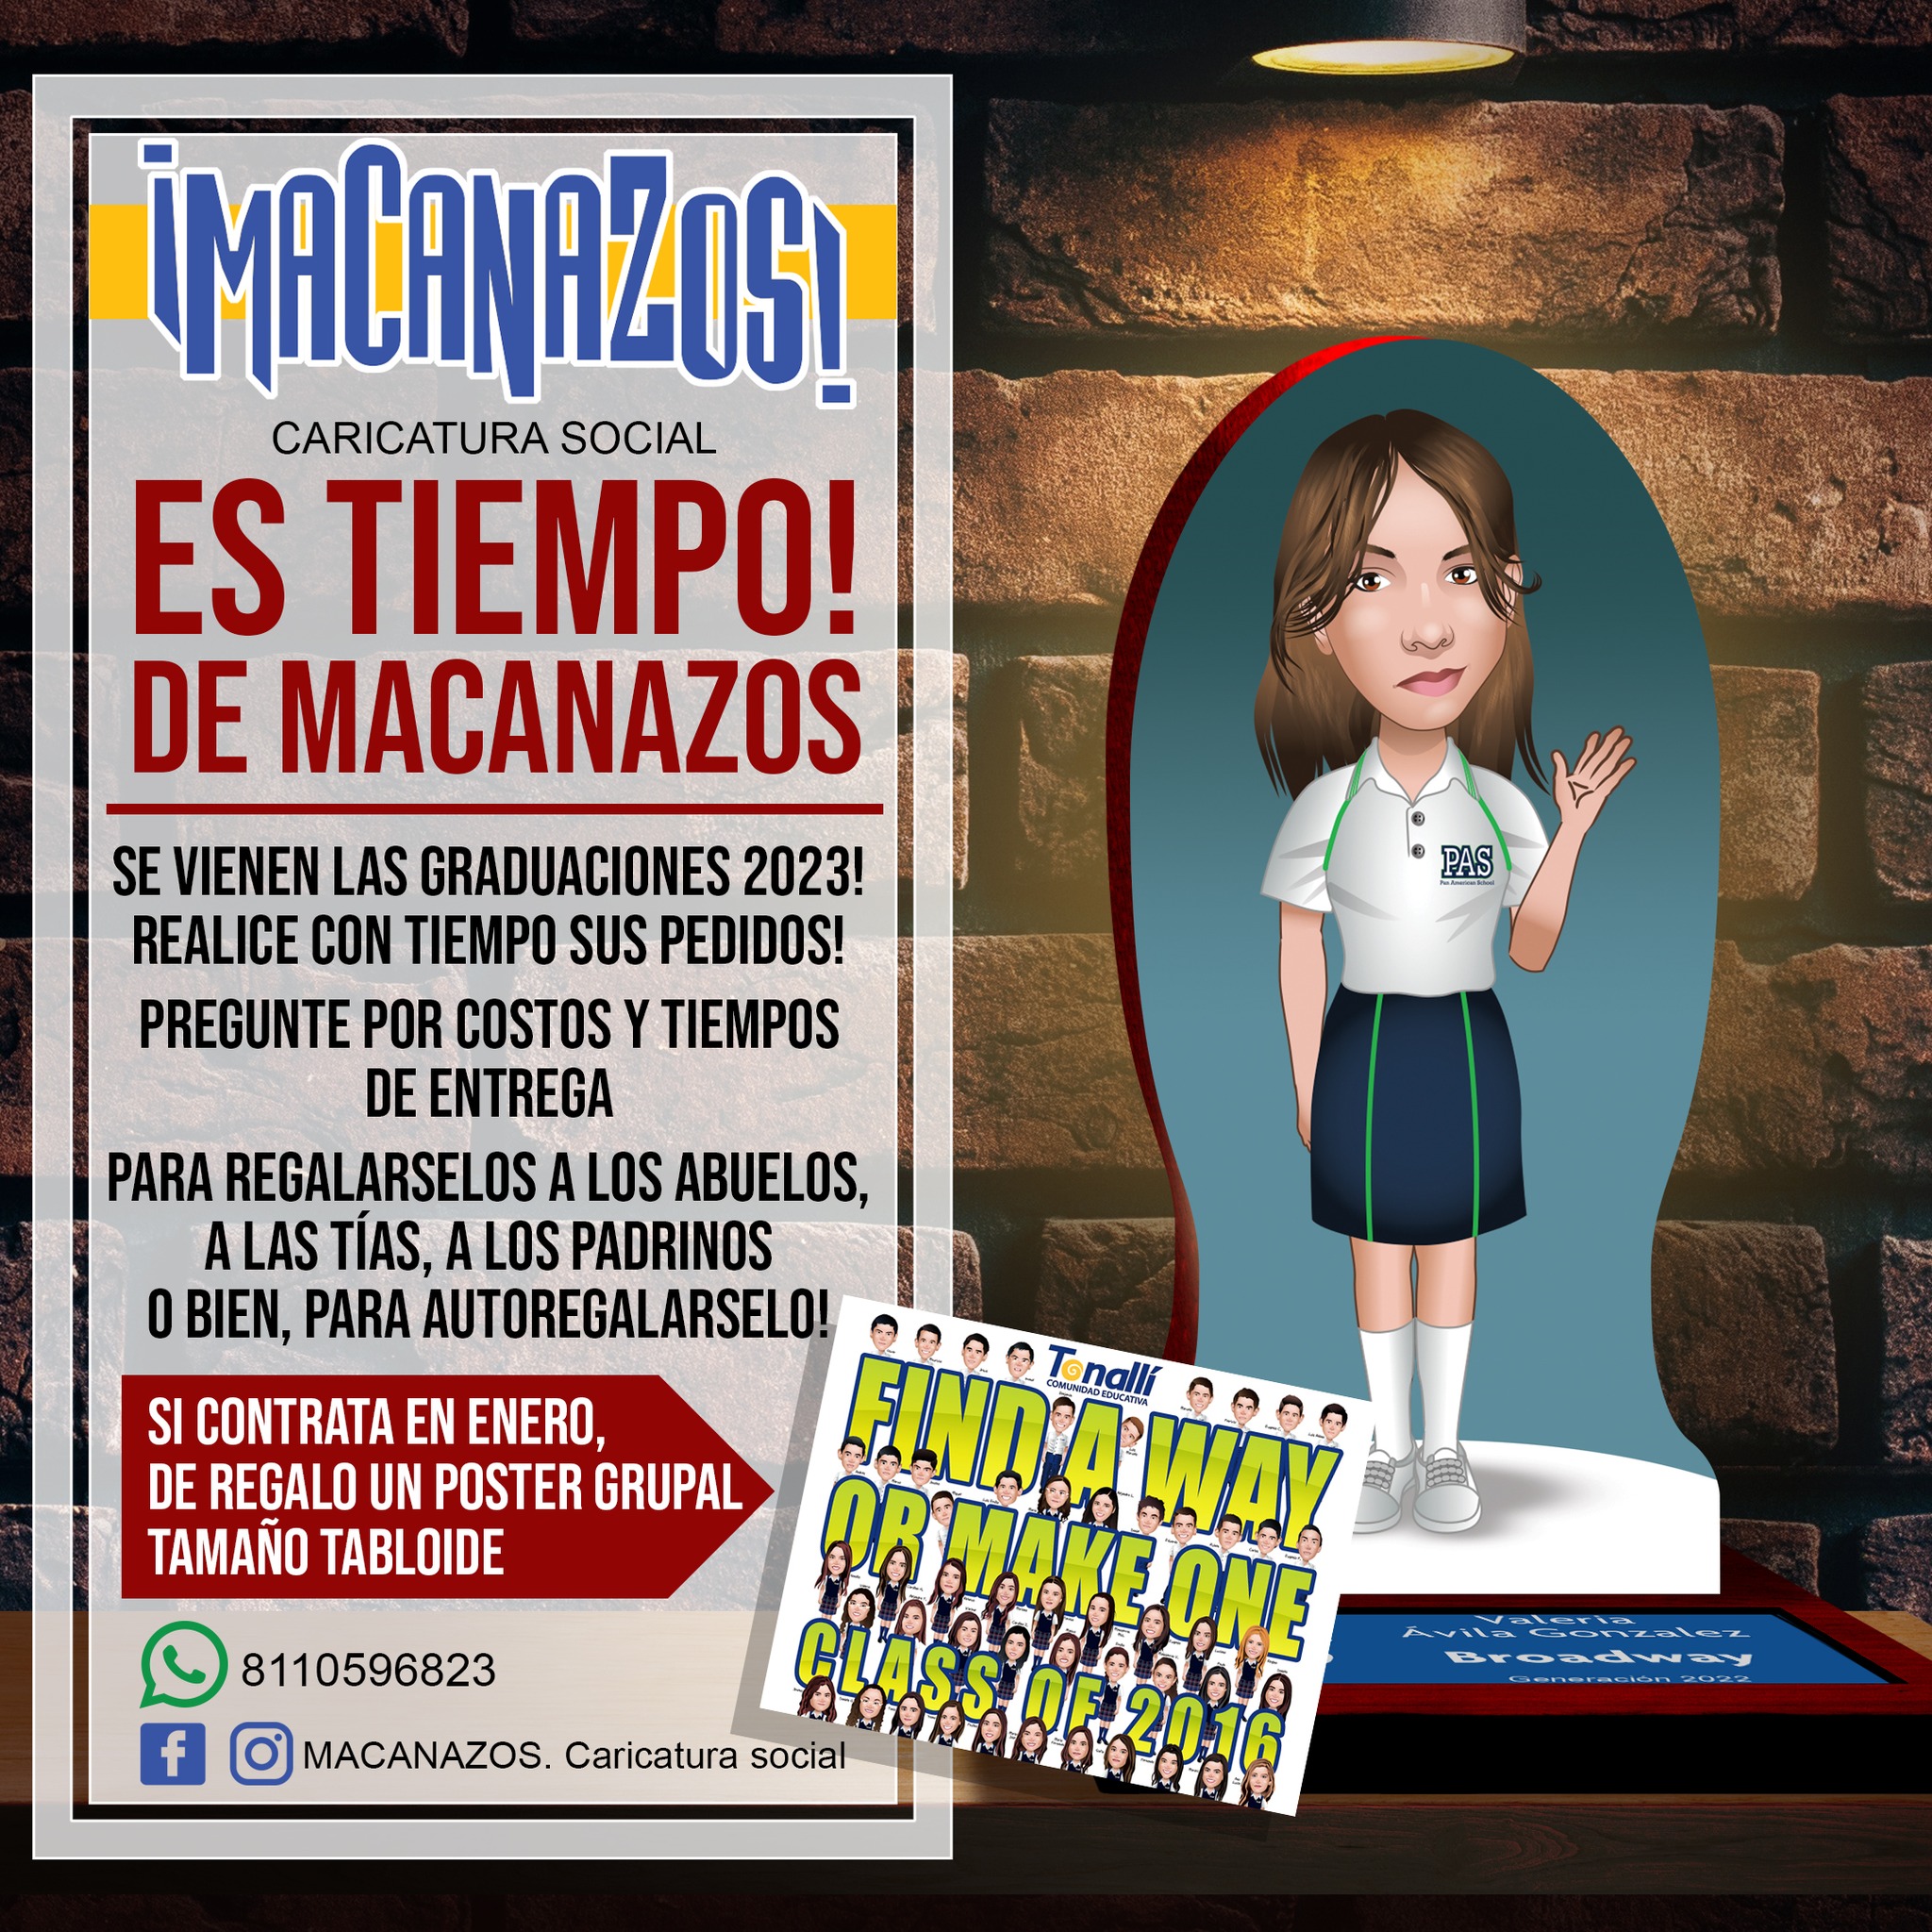 ¡MACANAZOS!
CARICATURA SOCIAL
ES TIEMPO!
DE MACANAZOS
SE VIENEN LAS GRADUACIONES 2023!
REALICE CON TIEMPO SUS PEDIDOS!
PREGUNTE POR COSTOS Y TIEMPOS
DE ENTREGA
PARA REGALARSELOS A LOS ABUELOS,
A LAS TÍAS, A LOS PADRINOS
O BIEN, PARA AUTOREGALARSELO!
SI CONTRATA EN ENERO,
DE REGALO UN POSTER GRUPAL
TAMAÑO TABLOIDE
8110596823
MACANAZOS. Caricatura social
PAS
Pan American School
Tonallí
COMUNIDAD EDUCATIVA
FIND A WAY
OR MAKE ONE
CLASS OF 2016
Valeria
Ávila Gonzalez
Broadway
Generación 2022